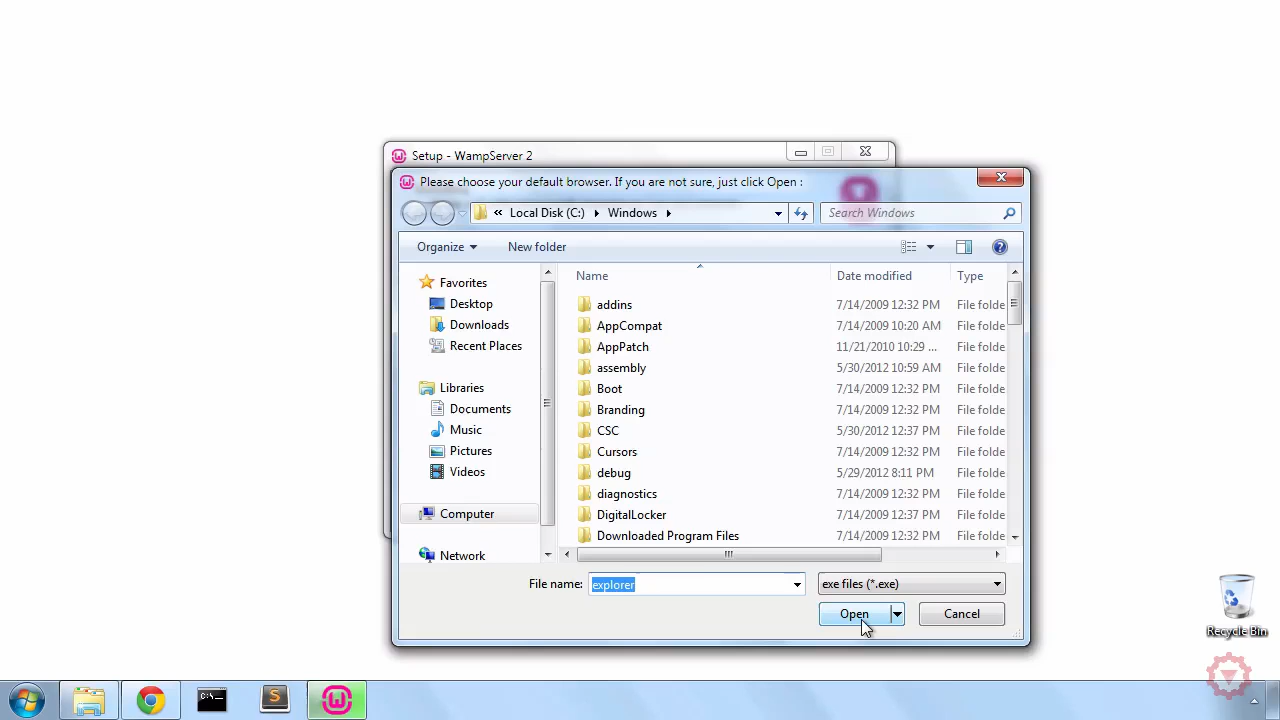 Setup - WampServer 2
Please choose your default browser. If you are not sure, just click Open :
« Local Disk (C:) Windows
Search Windows
Organize New folder
Name Date modified Type
Favorites
Desktop
Downloads
Recent Places
Libraries
Documents
Music
Pictures
Videos
Computer
Network
addins 7/14/2009 12:32 PM File folde
AppCompat 7/14/2009 10:20 AM File folde
AppPatch 11/21/2010 10:29 ... File folde
assembly 5/30/2012 10:59 AM File folde
Boot 7/14/2009 12:32 PM File folde
Branding 7/14/2009 12:32 PM File folde
CSC 5/30/2012 12:37 PM File folde
Cursors 7/14/2009 12:32 PM File folde
debug 5/29/2012 8:11 PM File folde
diagnostics 7/14/2009 12:32 PM File folde
DigitalLocker 7/14/2009 12:37 PM File folde
Downloaded Program Files 7/14/2009 12:32 PM File folde
File name: explorer exe files (*.exe)
Open Cancel
Recycle Bin
C:\.
S